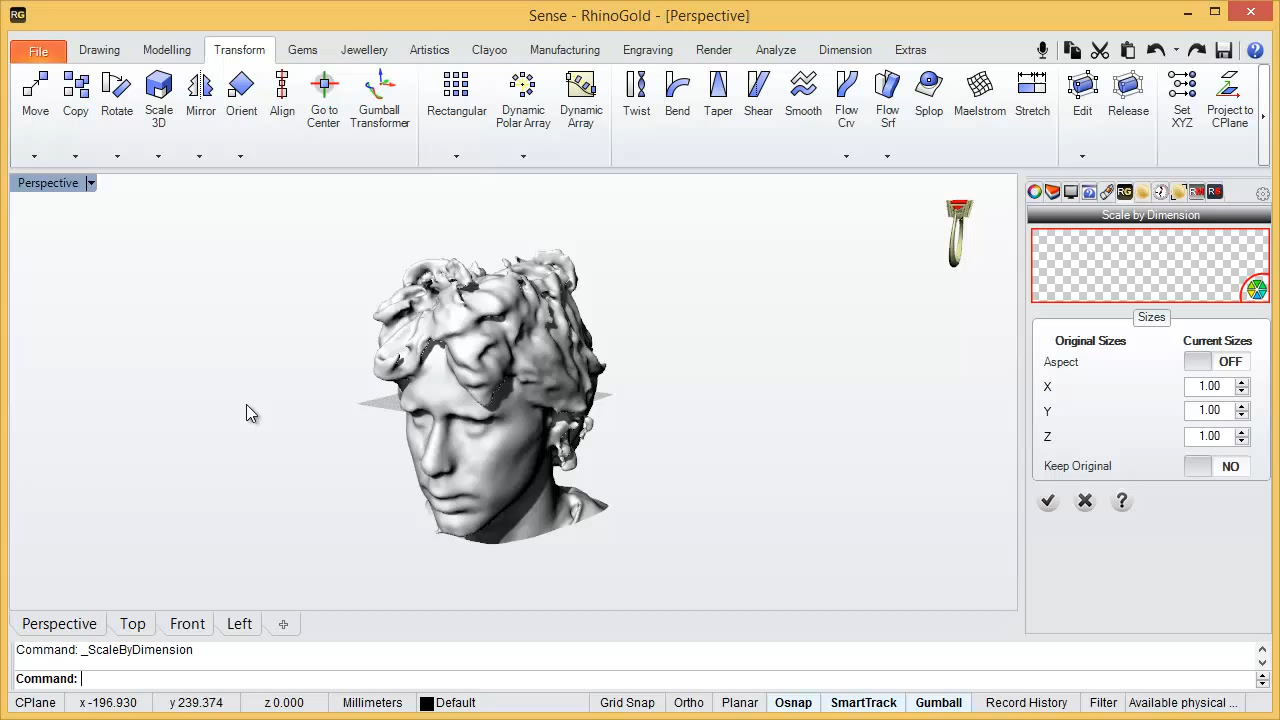 RG
Sense - RhinoGold - [Perspective]
File Drawing Modelling Transform Gems Jewellery Artistics Clayoo Manufacturing Engraving Render Analyze Dimension Extras
Move Copy Rotate Scale 3D Mirror Orient Align Go to Center Gumball Transformer Rectangular Dynamic Polar Array Dynamic Array Twist Bend Taper Shear Smooth Flow Crv Flow Srf Splop Maelstrom Stretch Edit Release Set XYZ Project to CPlane
Perspective
RG
Scale by Dimension
Sizes
Original Sizes Current Sizes
Aspect OFF
X 1.00
Y 1.00
Z 1.00
Keep Original NO
Perspective Top Front Left
Command: _ScaleByDimension
Command:
CPlane x -196.930 y 239.374 z 0.000 Millimeters Default Grid Snap Ortho Planar Osnap SmartTrack Gumball Record History Filter Available physical ...